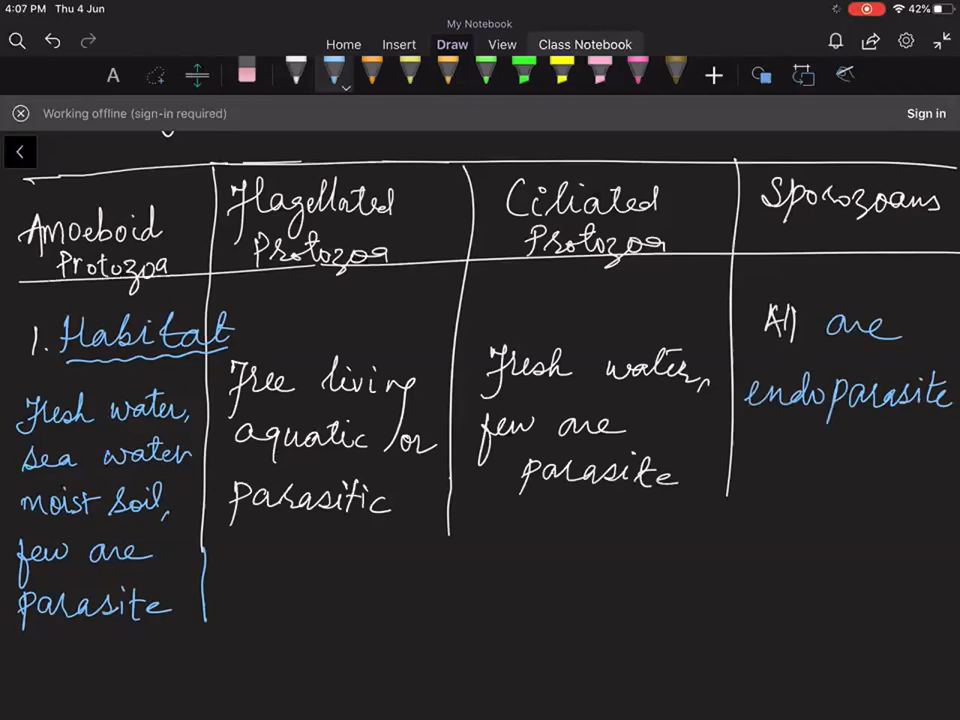 4:07 PM Thu 4 Jun
42%
My Notebook
Home Insert Draw View Class Notebook
A
Working offline (sign-in required)
Sign in
Amoeboid
Protozoa
Flagellated
Protozoa
Ciliated
Protozoa
Sporozoans
1. Habitat
Fresh water,
sea water
moist soil,
few are
parasite
Free living
aquatic or
parasitic
Fresh water,
few are
parasite
All are
endoparasite